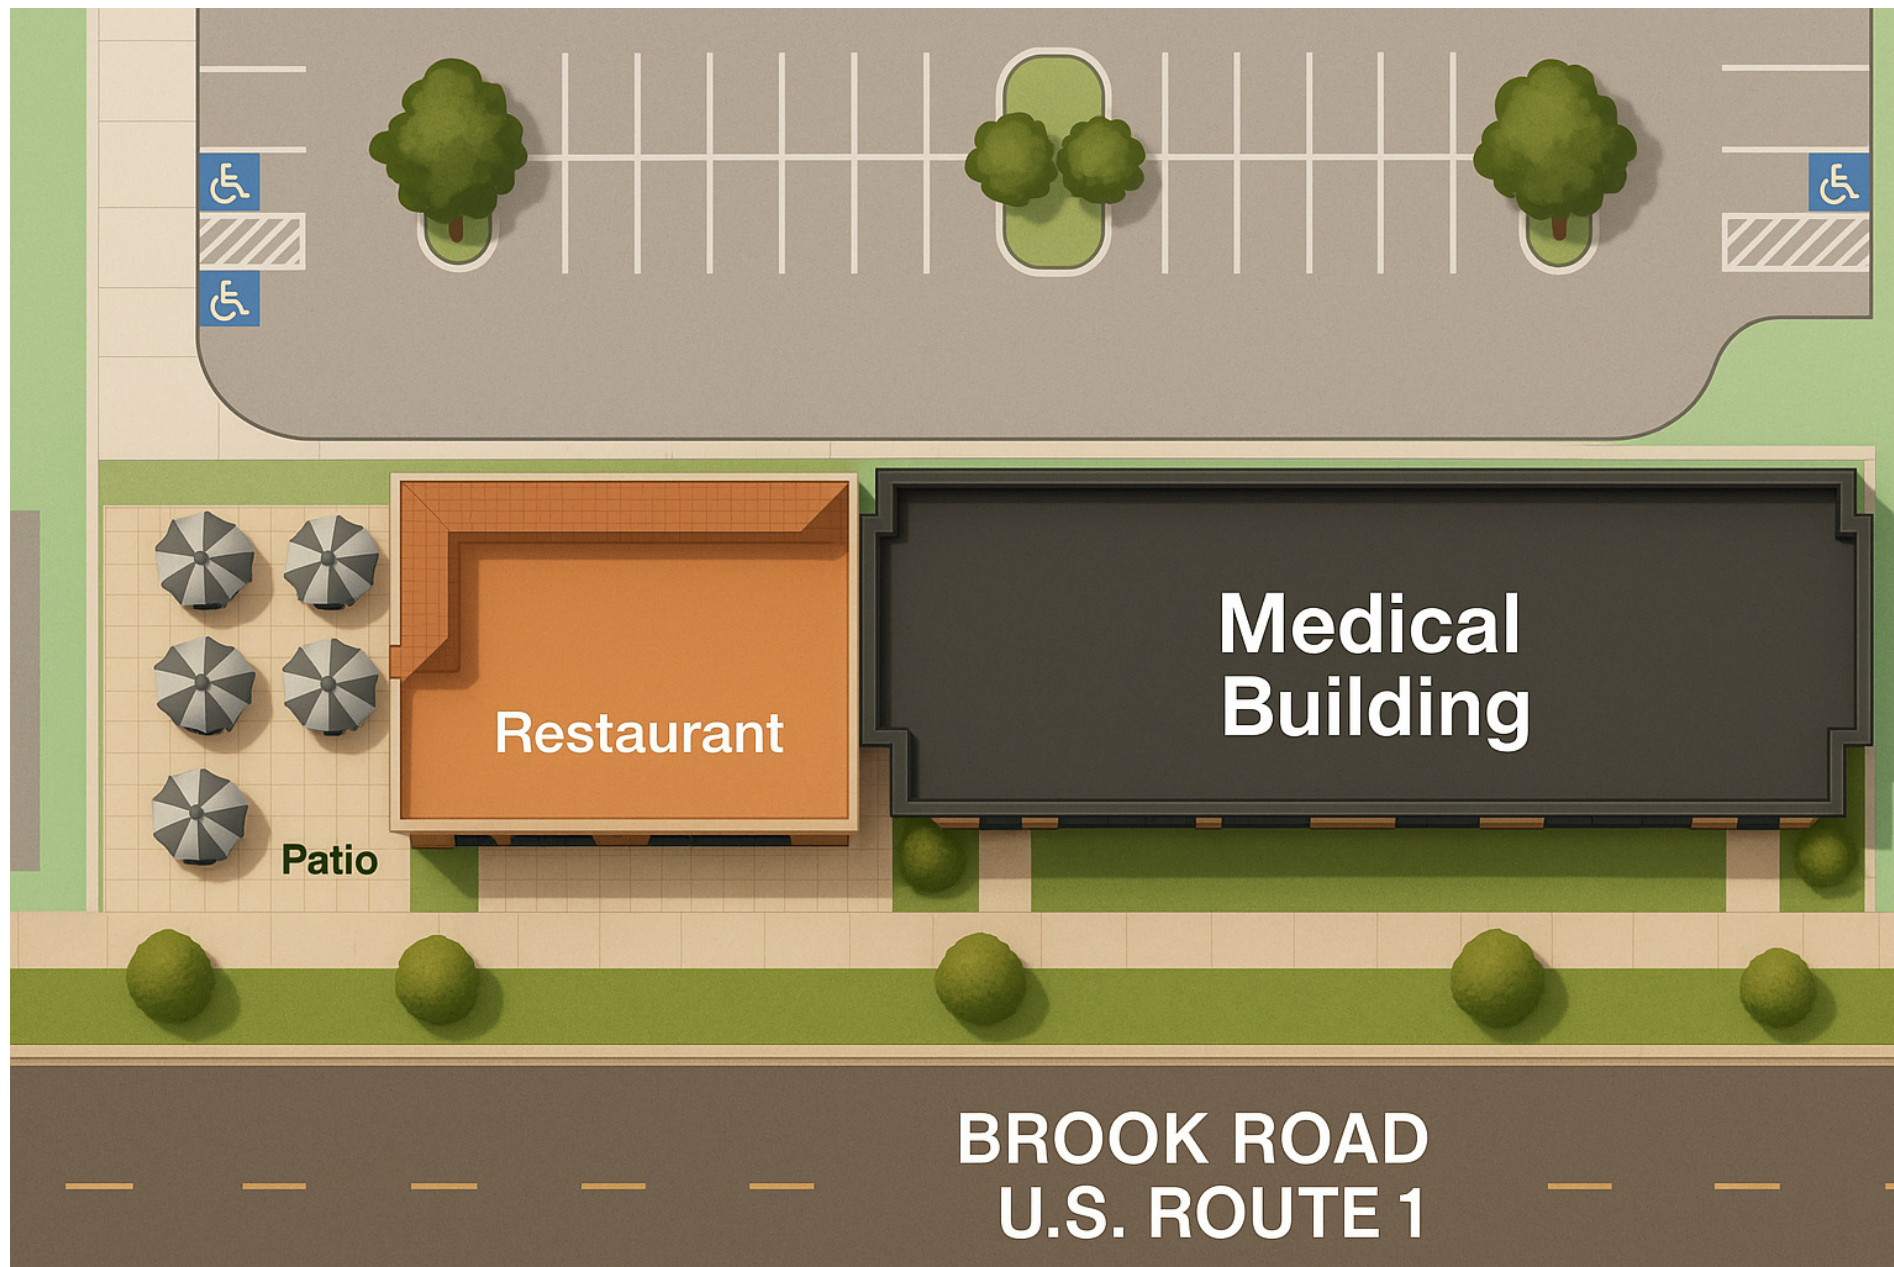 Restaurant
Medical
Building
Patio
BROOK ROAD
U.S. ROUTE 1